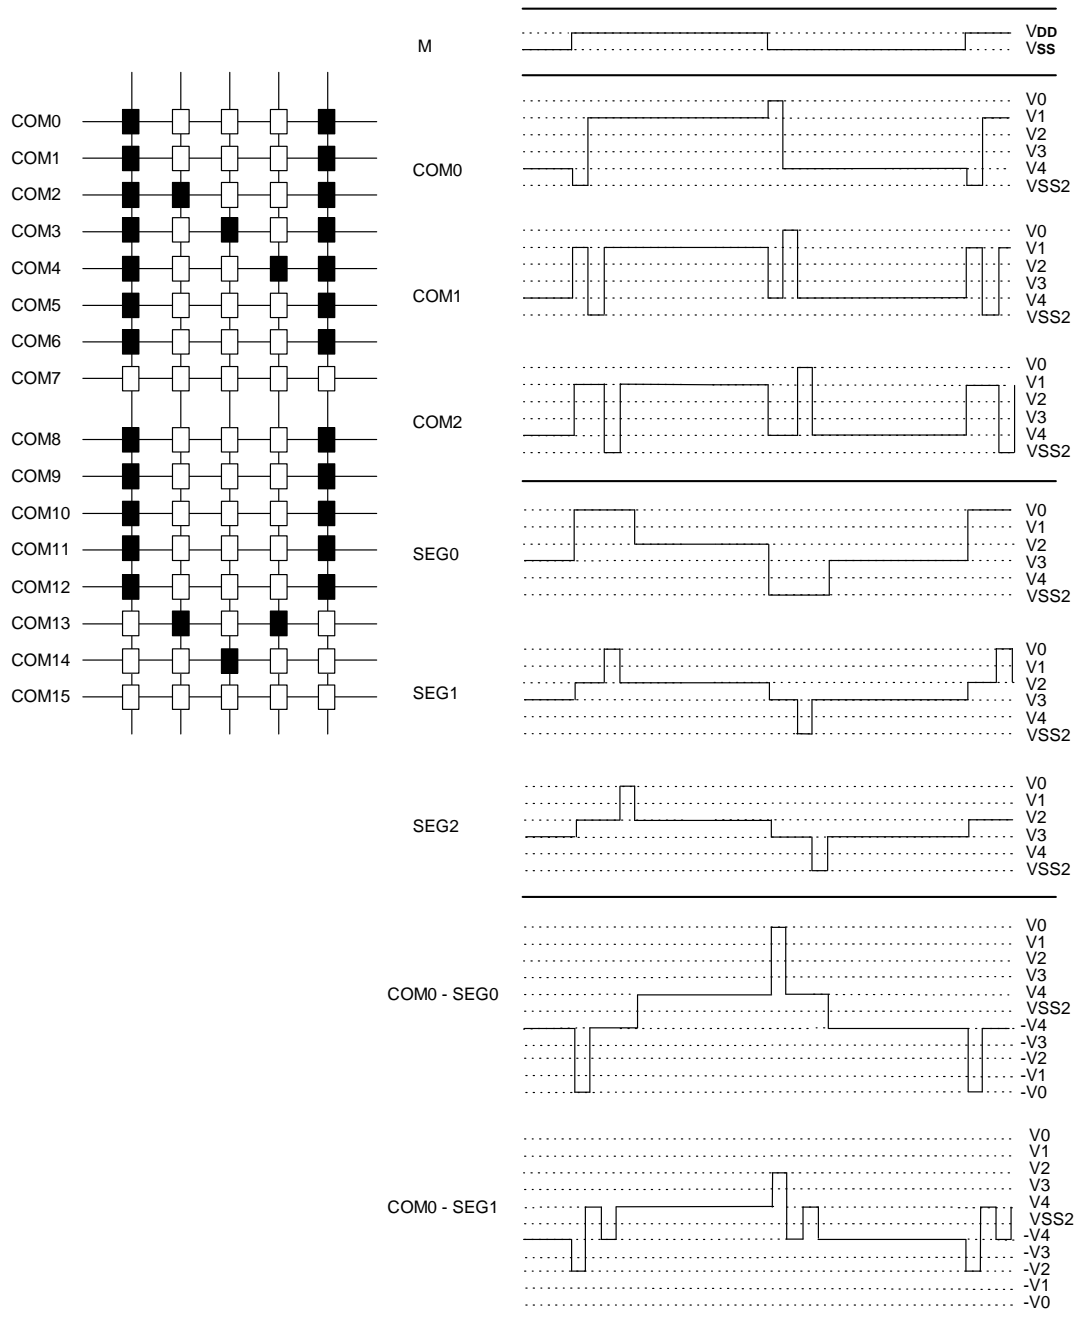 COM0
COM1
COM2
COM3
COM4
COM5
COM6
COM7
COM8
COM9
COM10
COM11
COM12
COM13
COM14
COM15
M
VDD
VSS
COM0
V0
V1
V2
V3
V4
VSS2
COM1
V0
V1
V2
V3
V4
VSS2
COM2
V0
V1
V2
V3
V4
VSS2
SEG0
V0
V1
V2
V3
V4
VSS2
SEG1
V0
V1
V2
V3
V4
VSS2
SEG2
V0
V1
V2
V3
V4
VSS2
COM0 - SEG0
V0
V1
V2
V3
V4
VSS2
-V4
-V3
-V2
-V1
-V0
COM0 - SEG1
V0
V1
V2
V3
V4
VSS2
-V4
-V3
-V2
-V1
-V0